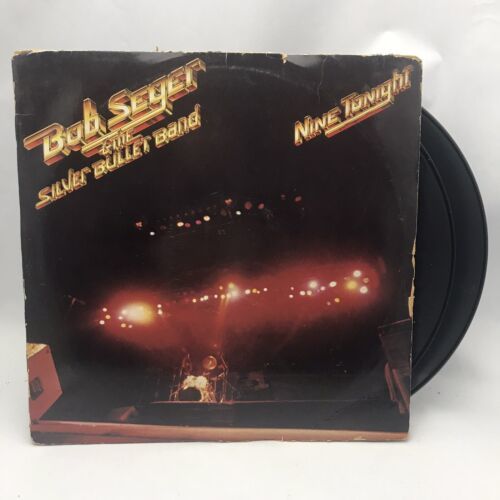 Bob Seger
& THE
SILVER BULLET BAND
NINE TONIGHT